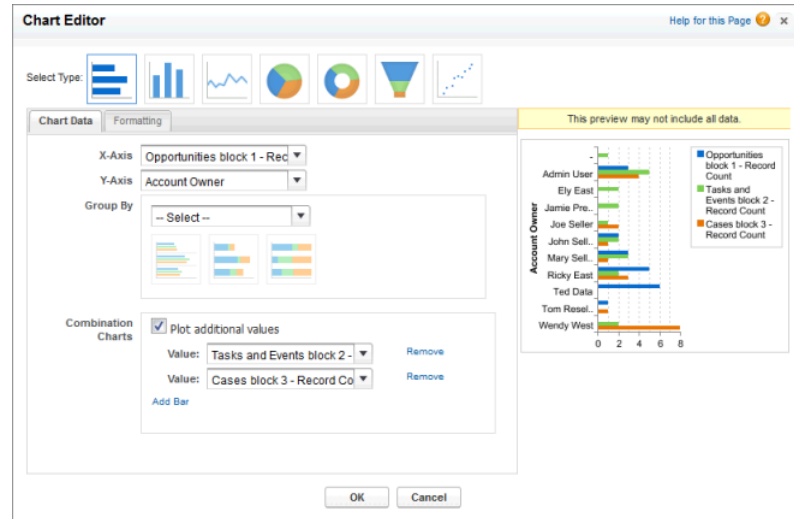 Chart Editor
Help for this Page ? x
Select Type:
Chart Data
Formatting
X-Axis
Opportunities block 1 - Rec
Y-Axis
Account Owner
Group By
-- Select --
Combination
Charts
Plot additional values
Value:
Tasks and Events block 2 -
Remove
Value:
Cases block 3 - Record Co
Remove
Add Bar
This preview may not include all data.
Account Owner
-
Admin User
Ely East
Jamie Pre..
Joe Seller
John Sell..
Mary Sell..
Ricky East
Ted Data
Tom Resel..
Wendy West
0 2 4 6 8
Opportunities
block 1 - Record
Count
Tasks and
Events block 2 -
Record Count
Cases block 3 -
Record Count
OK
Cancel